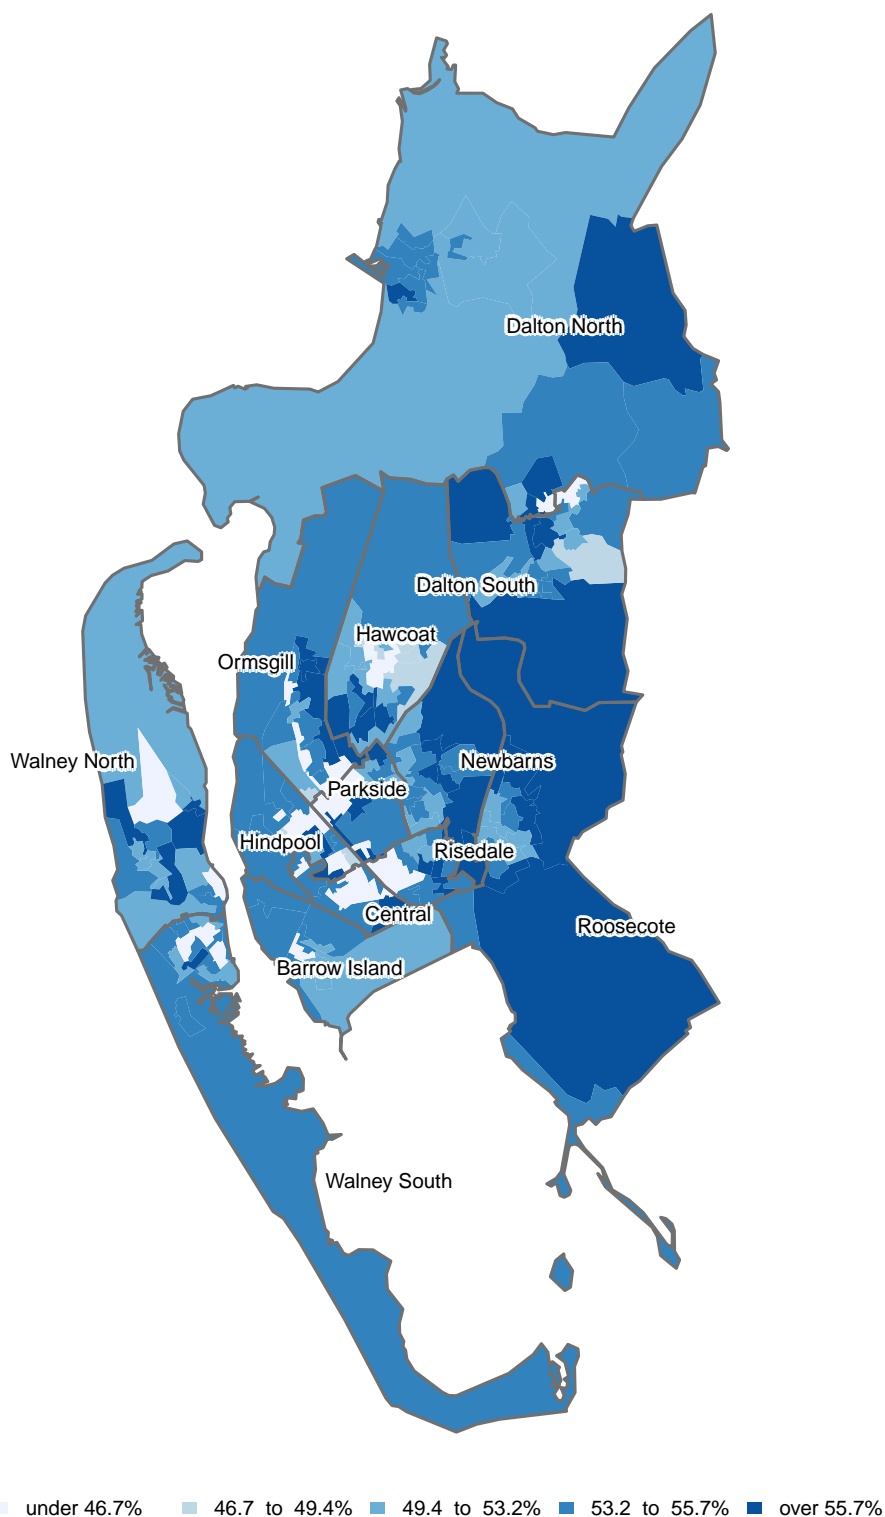 Dalton North
Dalton South
Hawcoat
Ormsgill
Walney North
Newbarns
Parkside
Hindpool
Risedale
Central
Roosecote
Barrow Island
Walney South
under 46.7% 46.7 to 49.4% 49.4 to 53.2% 53.2 to 55.7% over 55.7%